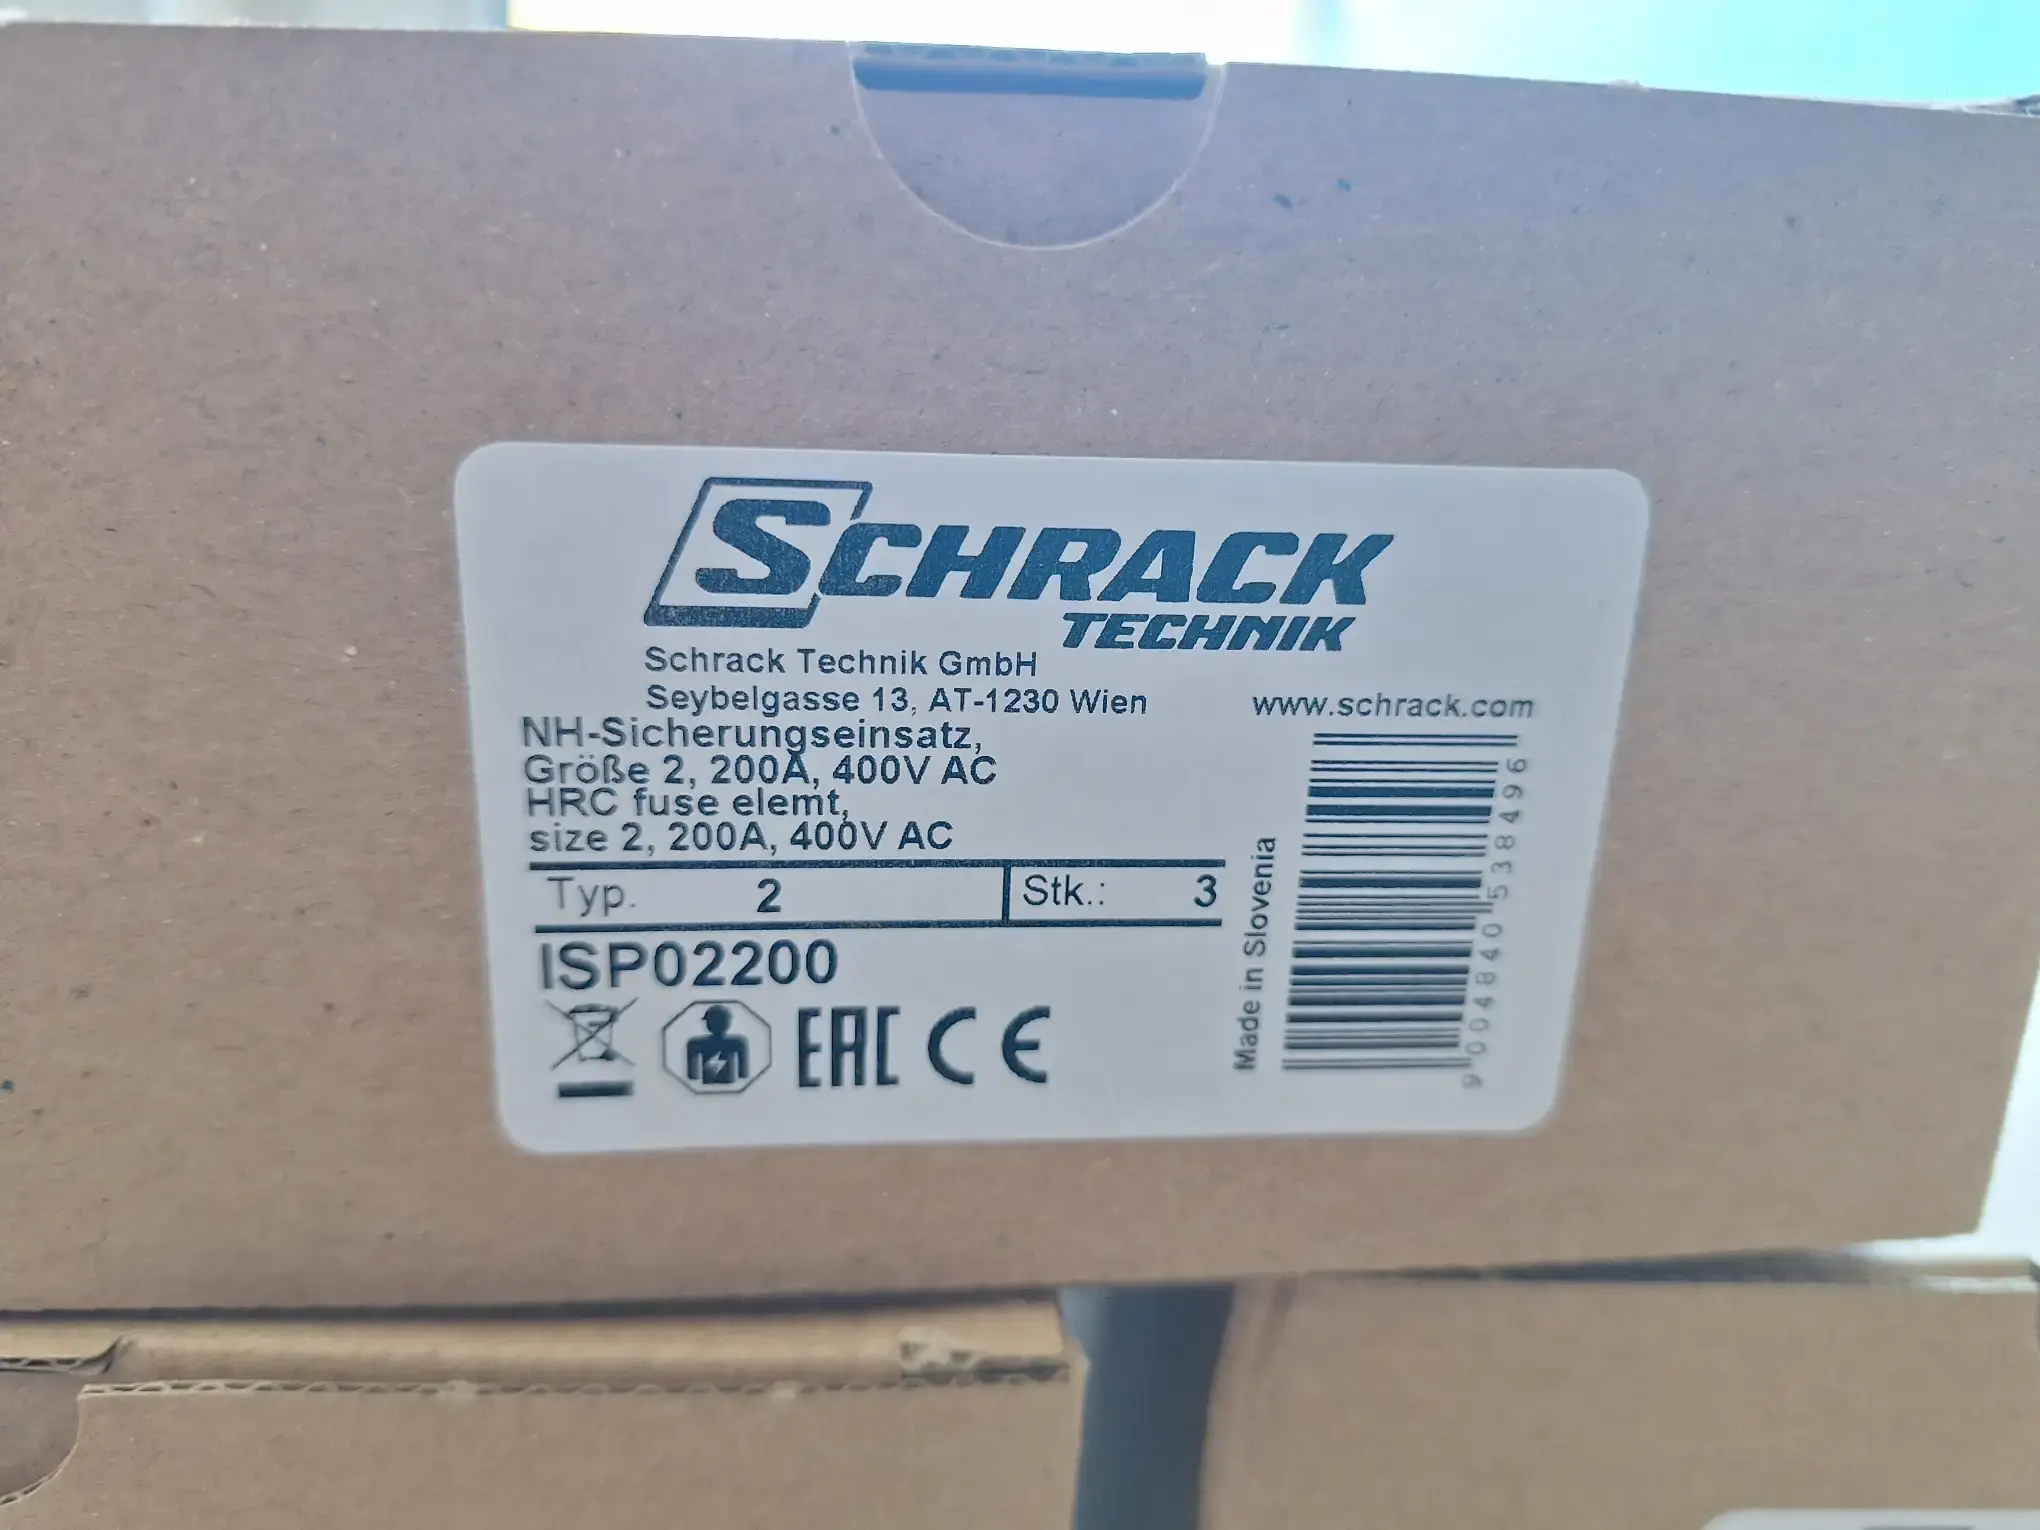 SCHRACK
TECHNIK
Schrack Technik GmbH
Seybelgasse 13, AT-1230 Wien
www.schrack.com
NH-Sicherungseinsatz,
Größe 2, 200A, 400V AC
HRC fuse elemt,
size 2, 200A, 400V AC
Typ. 2 Stk.: 3
ISP02200
EAC CE
Made in Slovenia
9004840538496